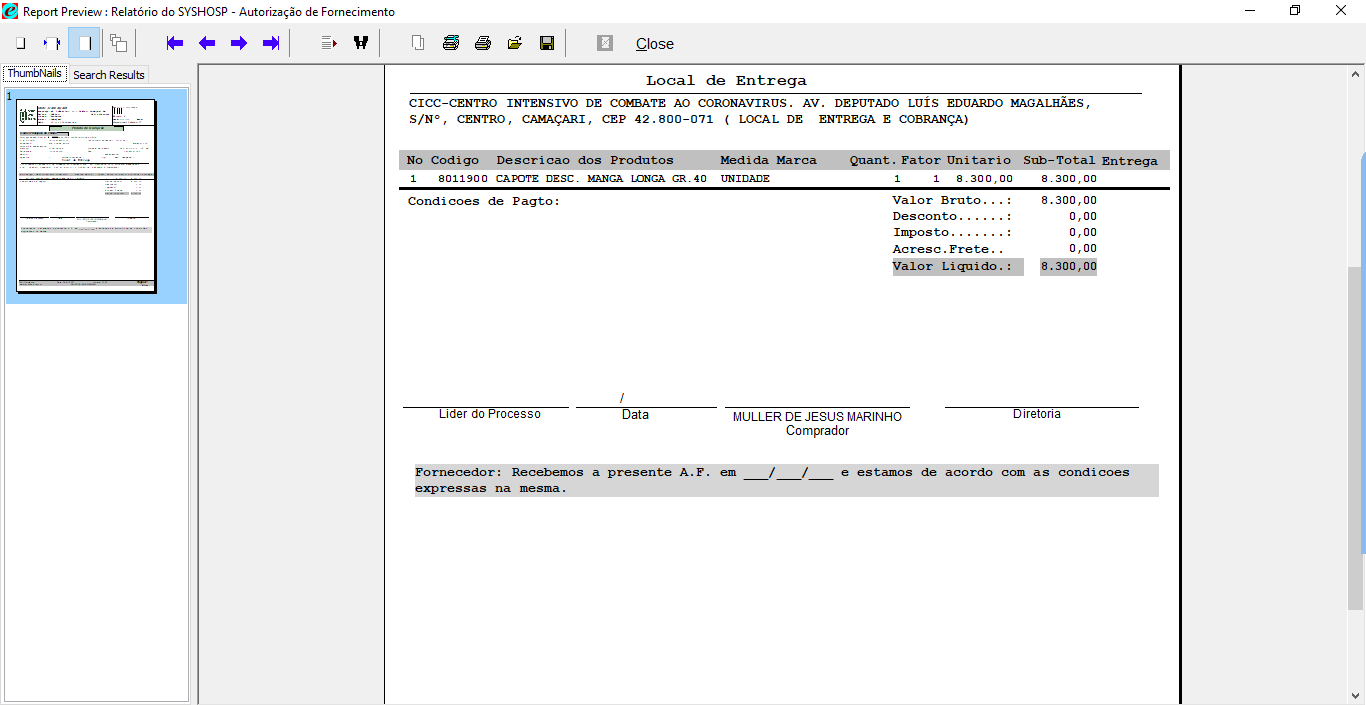 Report Preview : Relatório do SYSHOSP - Autorização de Fornecimento
Close
ThumbNails Search Results
1
Local de Entrega
CICC-CENTRO INTENSIVO DE COMBATE AO CORONAVIRUS. AV. DEPUTADO LUÍS EDUARDO MAGALHÃES,
S/Nº, CENTRO, CAMAÇARI, CEP 42.800-071 ( LOCAL DE ENTREGA E COBRANÇA)
No Codigo Descricao dos Produtos Medida Marca Quant. Fator Unitario Sub-Total Entrega
1 8011900 CAPOTE DESC. MANGA LONGA GR.40 UNIDADE 1 1 8.300,00 8.300,00
Condicoes de Pagto: Valor Bruto...: 8.300,00
Desconto......: 0,00
Imposto.......: 0,00
Acresc.Frete.. 0,00
Valor Liquido.: 8.300,00
/
Lider do Processo Data MULLER DE JESUS MARINHO Diretoria
Comprador
Fornecedor: Recebemos a presente A.F. em ___/___/___ e estamos de acordo com as condicoes
expressas na mesma.